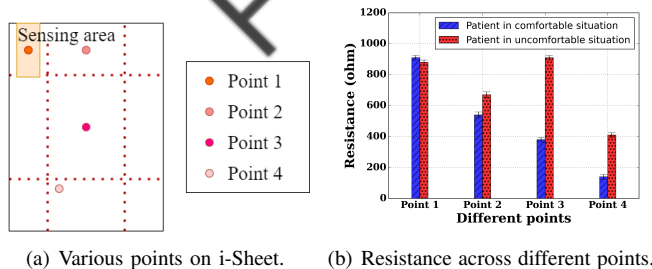 Sensing area
Point 1
Point 2
Point 3
Point 4
(a) Various points on i-Sheet.
1200
1000
800
600
400
200
0
Resistance (ohm)
Patient in comfortable situation
Patient in uncomfortable situation
Point 1 Point 2 Point 3 Point 4
Different points
(b) Resistance across different points.